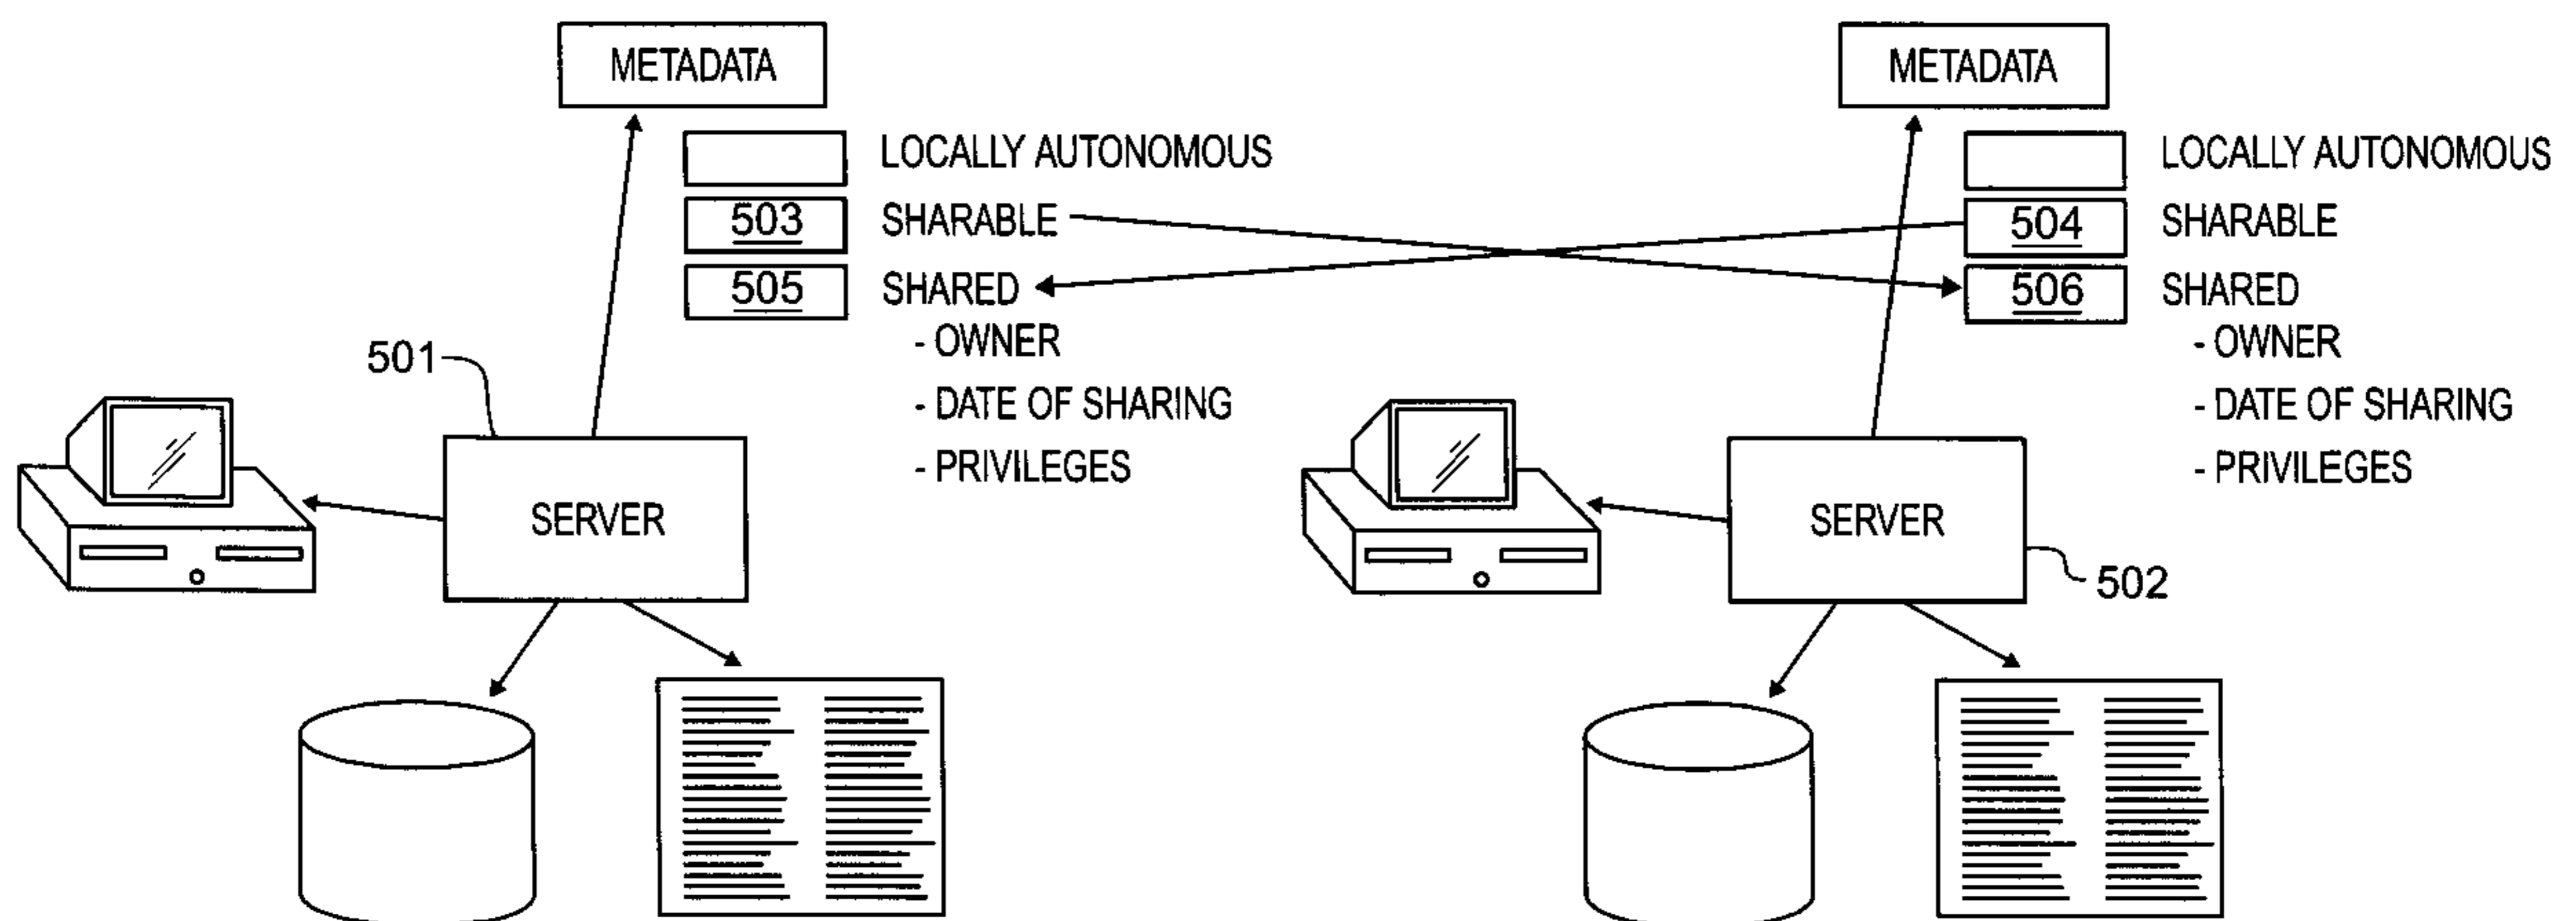 METADATA
LOCALLY AUTONOMOUS
503 SHARABLE
505 SHARED
- OWNER
- DATE OF SHARING
- PRIVILEGES
501
SERVER
METADATA
LOCALLY AUTONOMOUS
504 SHARABLE
506 SHARED
- OWNER
- DATE OF SHARING
- PRIVILEGES
SERVER
502